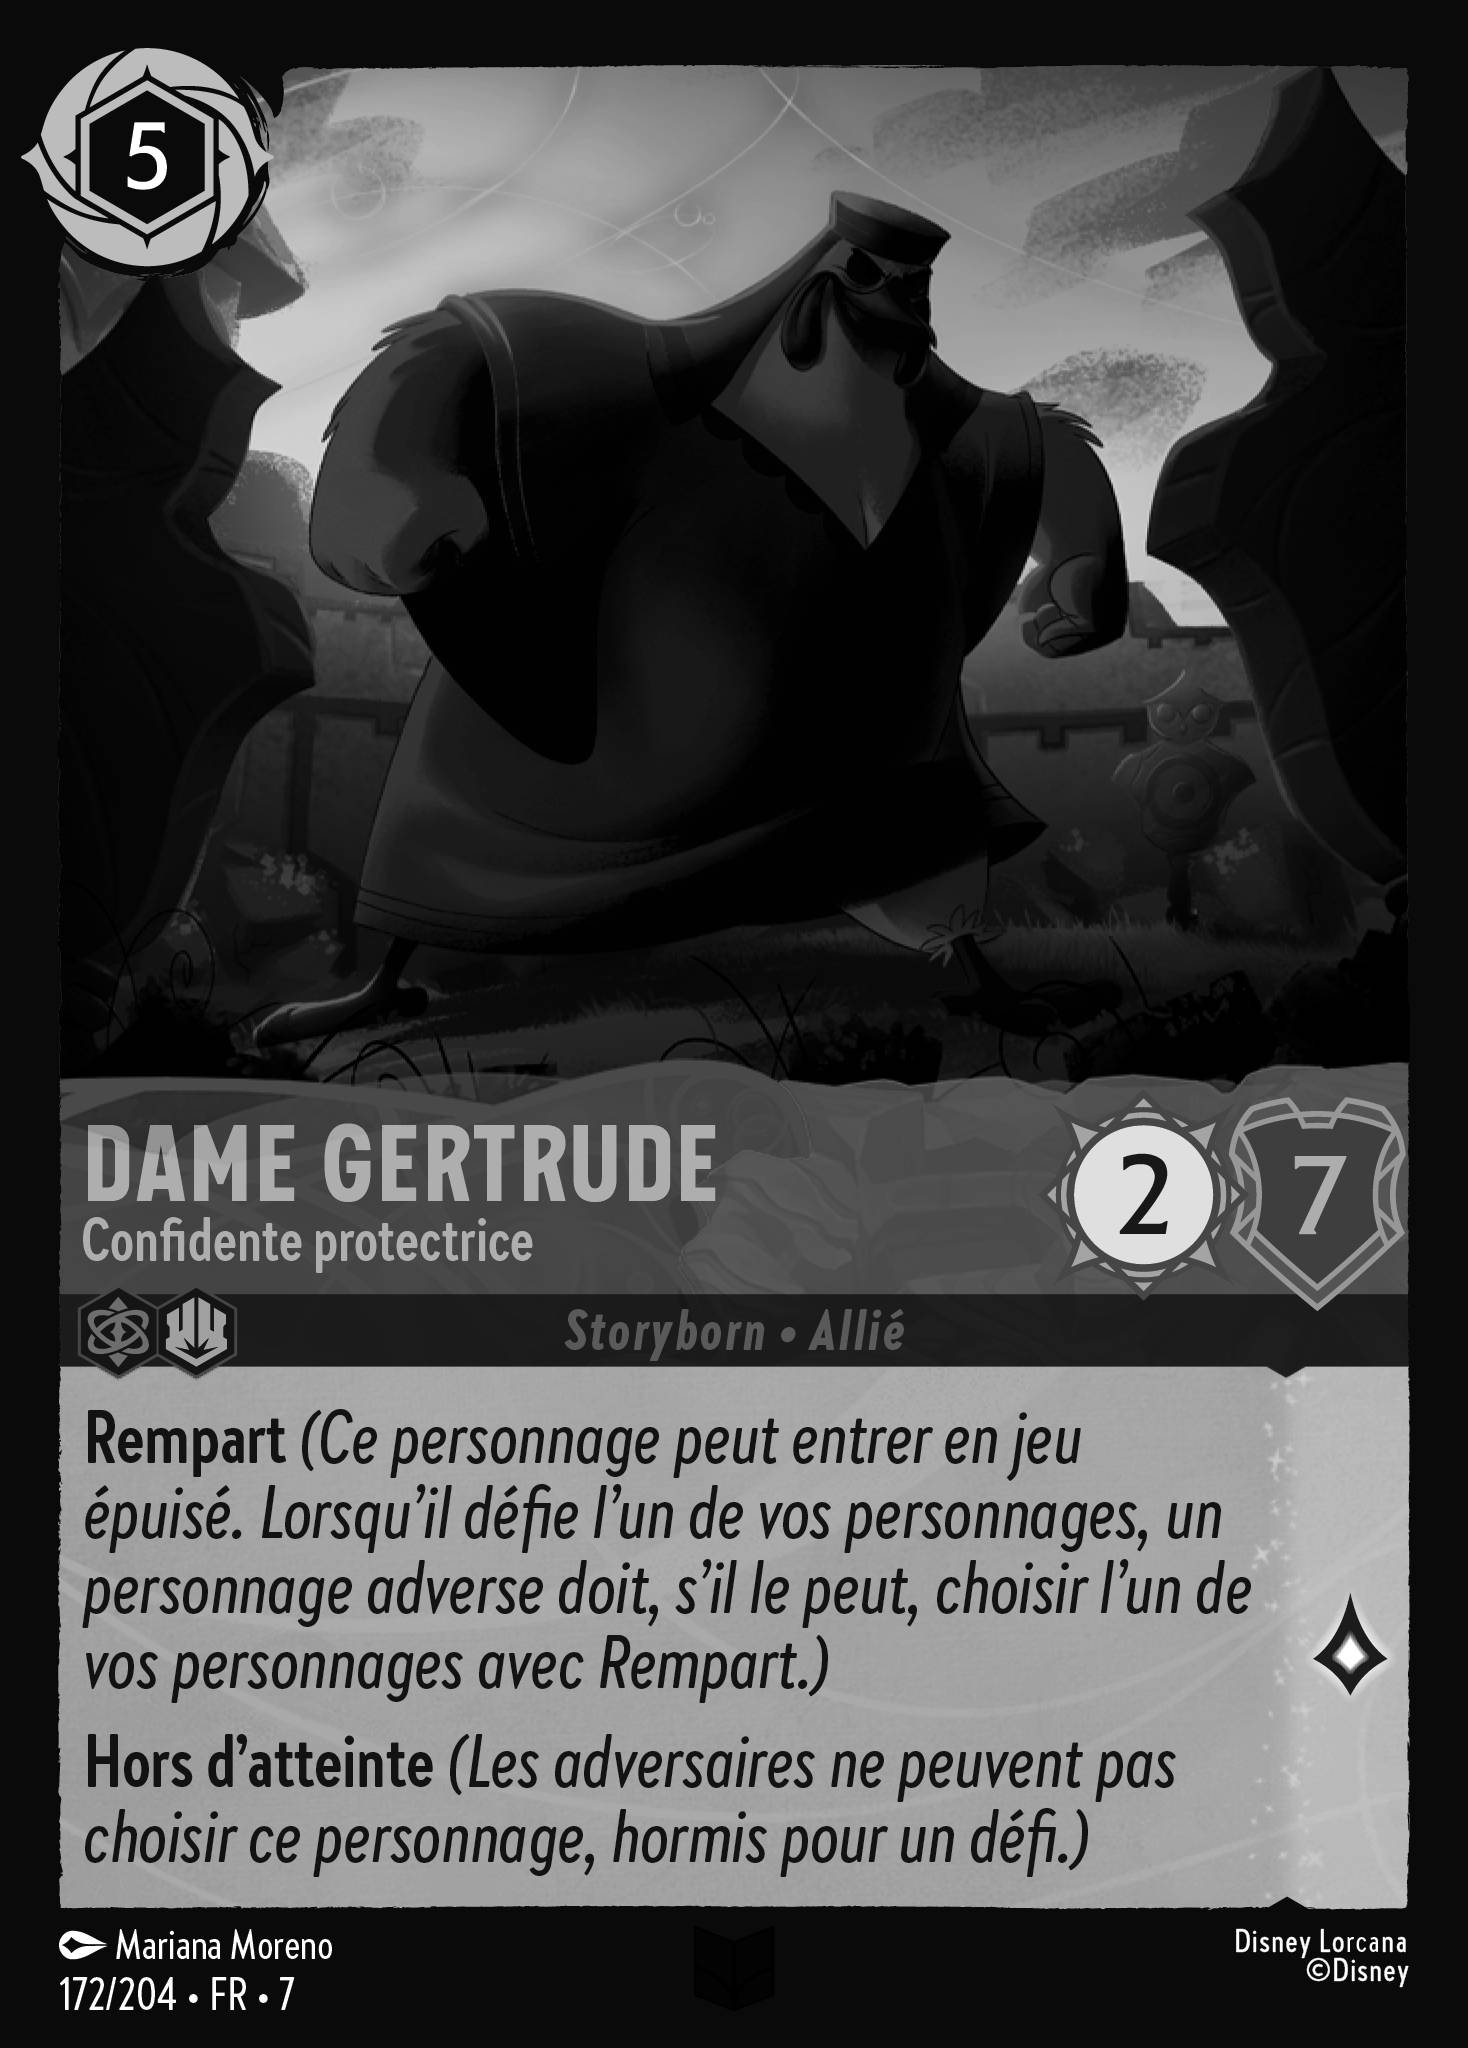 5
DAME GERTRUDE
Confidente protectrice
2
7
Storyborn • Allié
Rempart (Ce personnage peut entrer en jeu
épuisé. Lorsqu’il défie l’un de vos personnages, un
personnage adverse doit, s’il le peut, choisir l’un de
vos personnages avec Rempart.)
Hors d’atteinte (Les adversaires ne peuvent pas
choisir ce personnage, hormis pour un défi.)
Mariana Moreno
172/204 • FR • 7
Disney Lorcana
©Disney